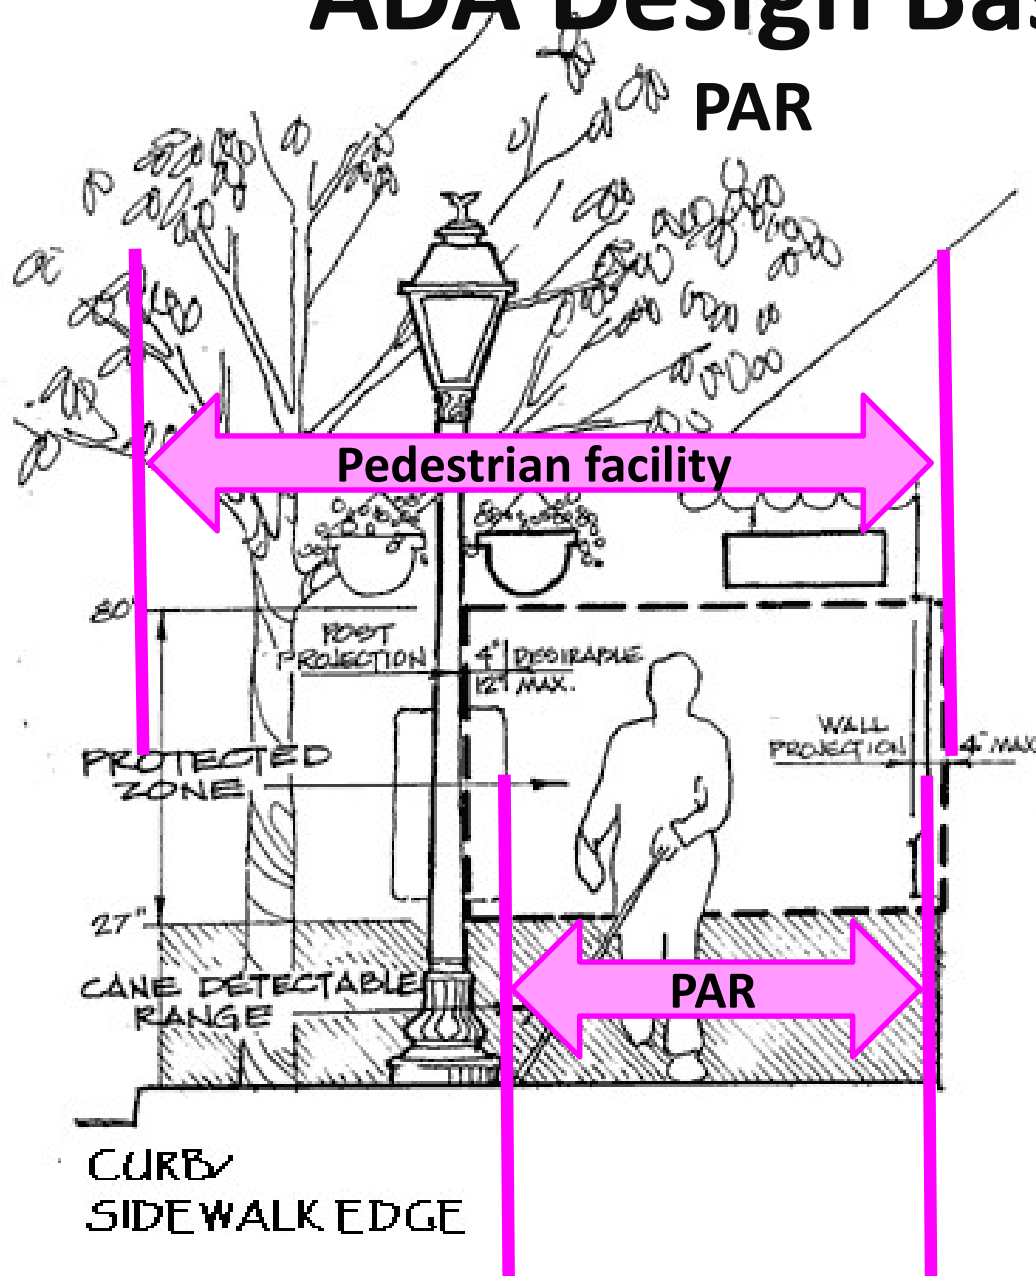 ADA Design Bas
PAR
Pedestrian facility
80"
POST
PROJECTION
4" DESIRABLE
12" MAX.
WALL
PROJECTION
4" MAX
PROTECTED
ZONE
27"
CANE DETECTABLE
RANGE
PAR
CURB/
SIDEWALK EDGE